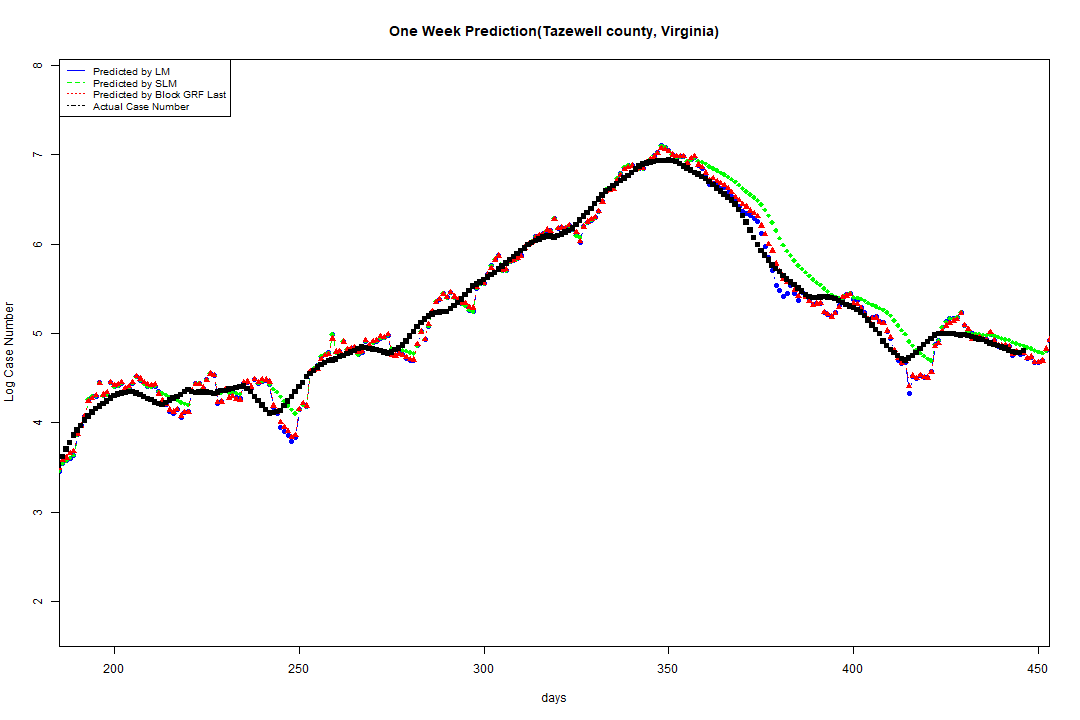 One Week Prediction(Tazewell county, Virginia)
Predicted by LM
Predicted by SLM
Predicted by Block GRF Last
Actual Case Number
8
7
6
5
4
3
2
Log Case Number
200 250 300 350 400 450
days